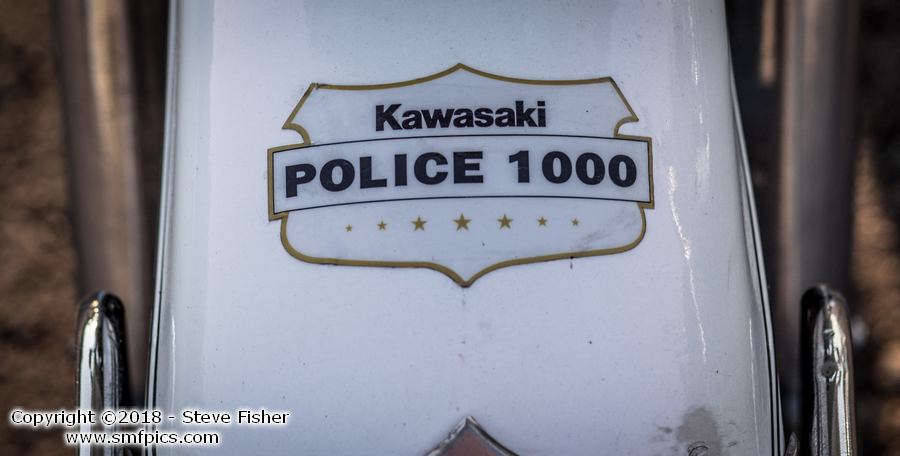 Kawasaki
POLICE 1000
Copyright ©2018 - Steve Fisher
www.smfpics.com